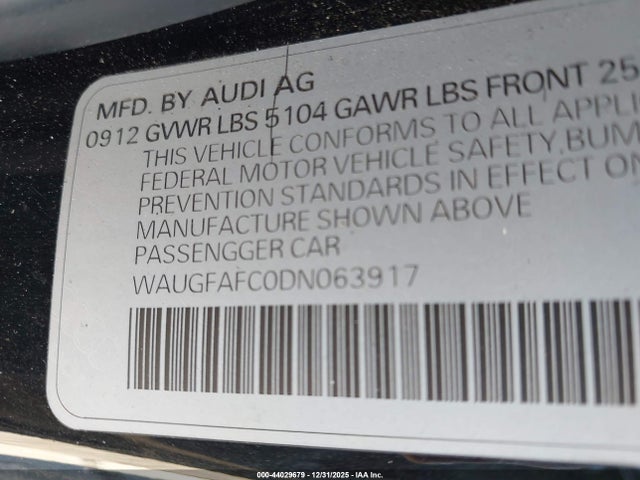 MFD. BY AUDI AG
0912 GVWR LBS 5104 GAWR LBS FRONT 25
THIS VEHICLE CONFORMS TO ALL APPLI
FEDERAL MOTOR VEHICLE SAFETY, BUM
PREVENTION STANDARDS IN EFFECT ON
MANUFACTURE SHOWN ABOVE
PASSENGGER CAR
WAUGFAFC0DN063917
000-44029679 - 12/31/2025 - IAA Inc.